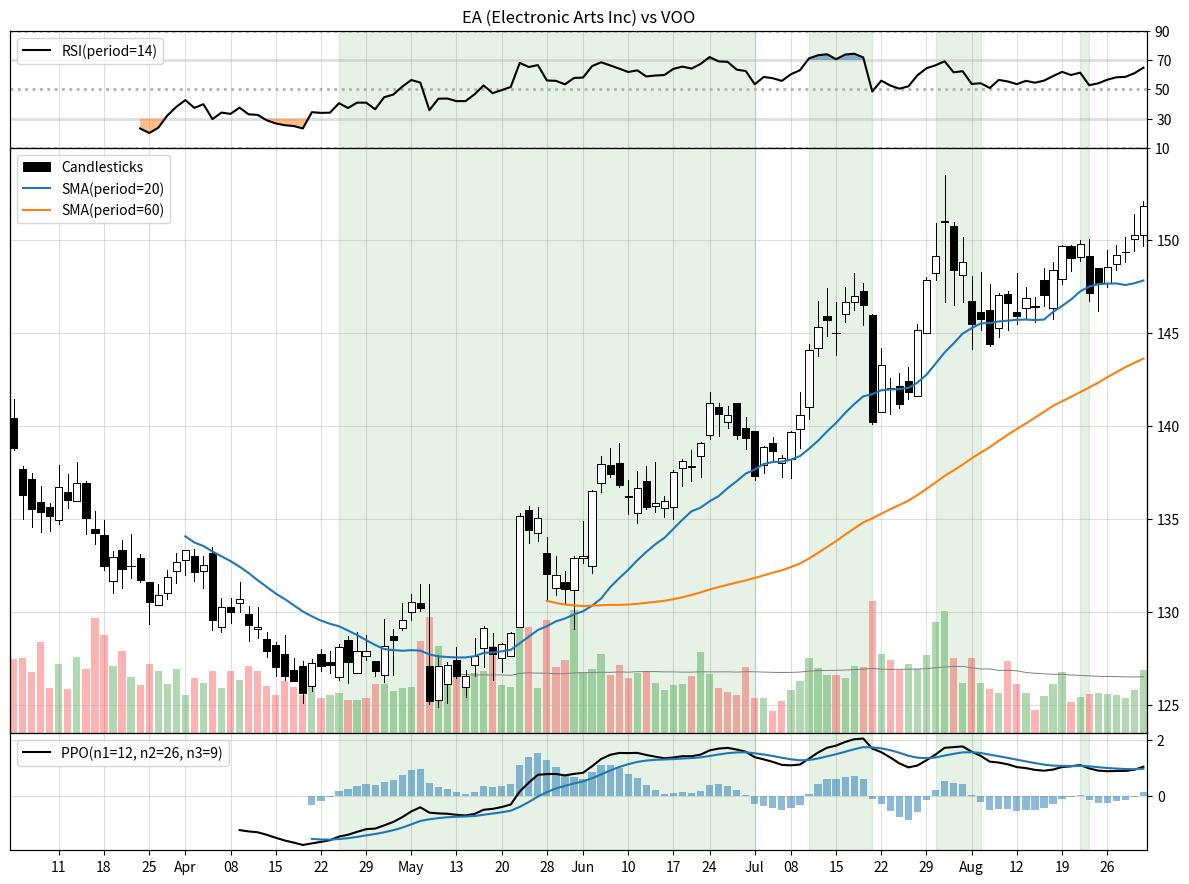 EA (Electronic Arts Inc) vs VOO
RSI(period=14)
90
70
50
30
10
Candlesticks
SMA(period=20)
SMA(period=60)
150
145
140
135
130
125
PPO(n1=12, n2=26, n3=9)
2
0
11 18 25 Apr 08 15 22 29 May 13 20 28 Jun 10 17 24 Jul 08 15 22 29 Aug 12 19 26